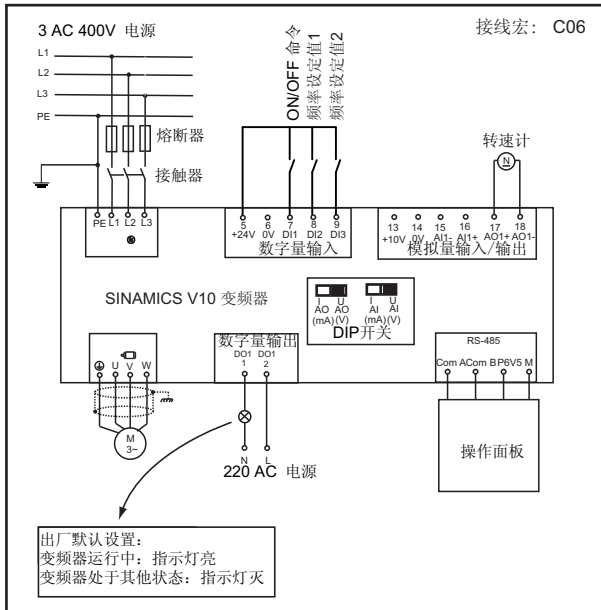 3 AC 400V 电源
接线宏： C06
L1
L2
L3
PE
熔断器
接触器
ON/OFF 命令
频率设定值1
频率设定值2
转速计
N
PE L1 L2 L3
5 6 7 8 9
+24V 0V DI1 DI2 DI3
数字量输入
13 14 15 16 17 18
+10V 0V AI1- AI1+ AO1+ AO1-
模拟量输入/输出
SINAMICS V10 变频器
I U I U
AO AO AI AI
(mA) (V) (mA) (V)
DIP开关
U V W
数字量输出
DO1 DO1
1 2
RS-485
Com A Com B P6V5 M
M
3~
N L
220 AC 电源
操作面板
出厂默认设置：
变频器运行中：指示灯亮
变频器处于其他状态：指示灯灭